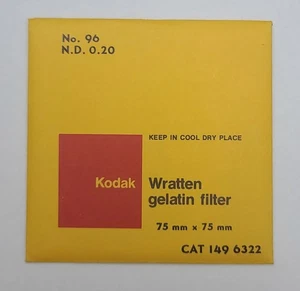 No. 96
N.D. 0.20
KEEP IN COOL DRY PLACE
Kodak Wratten
gelatin filter
75 mm x 75 mm
CAT 149 6322